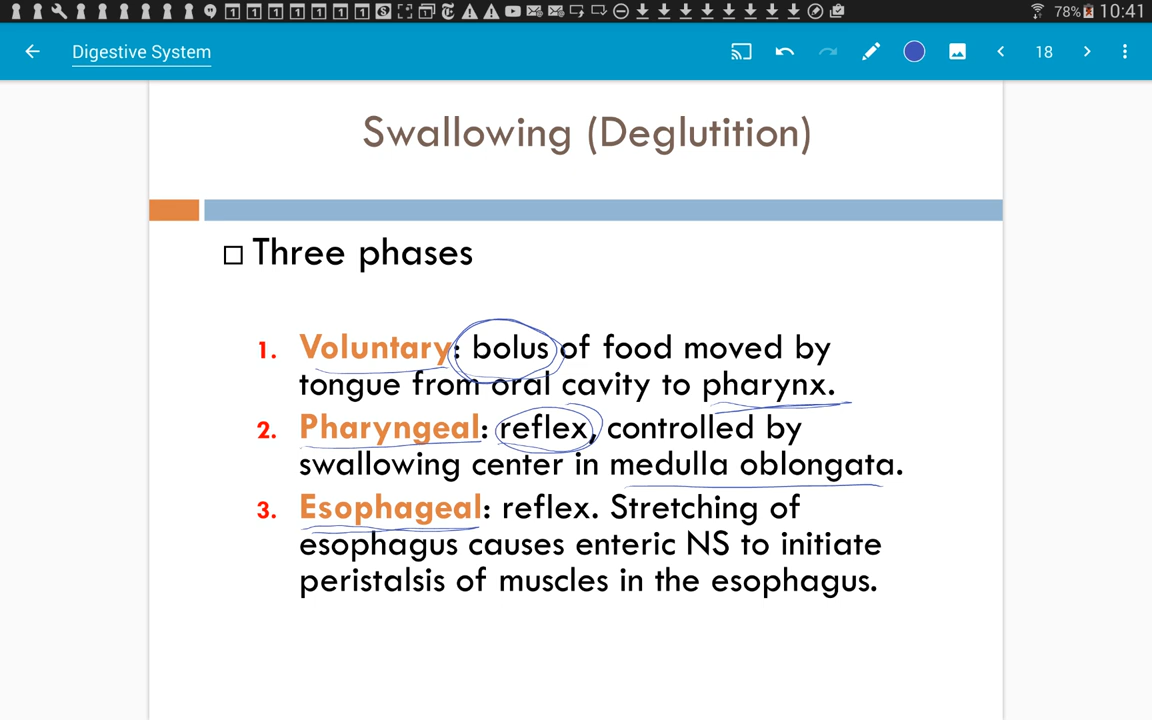 78% 10:41
Digestive System
18
Swallowing (Deglutition)
Three phases
1. Voluntary: bolus of food moved by
tongue from oral cavity to pharynx.
2. Pharyngeal: reflex, controlled by
swallowing center in medulla oblongata.
3. Esophageal: reflex. Stretching of
esophagus causes enteric NS to initiate
peristalsis of muscles in the esophagus.